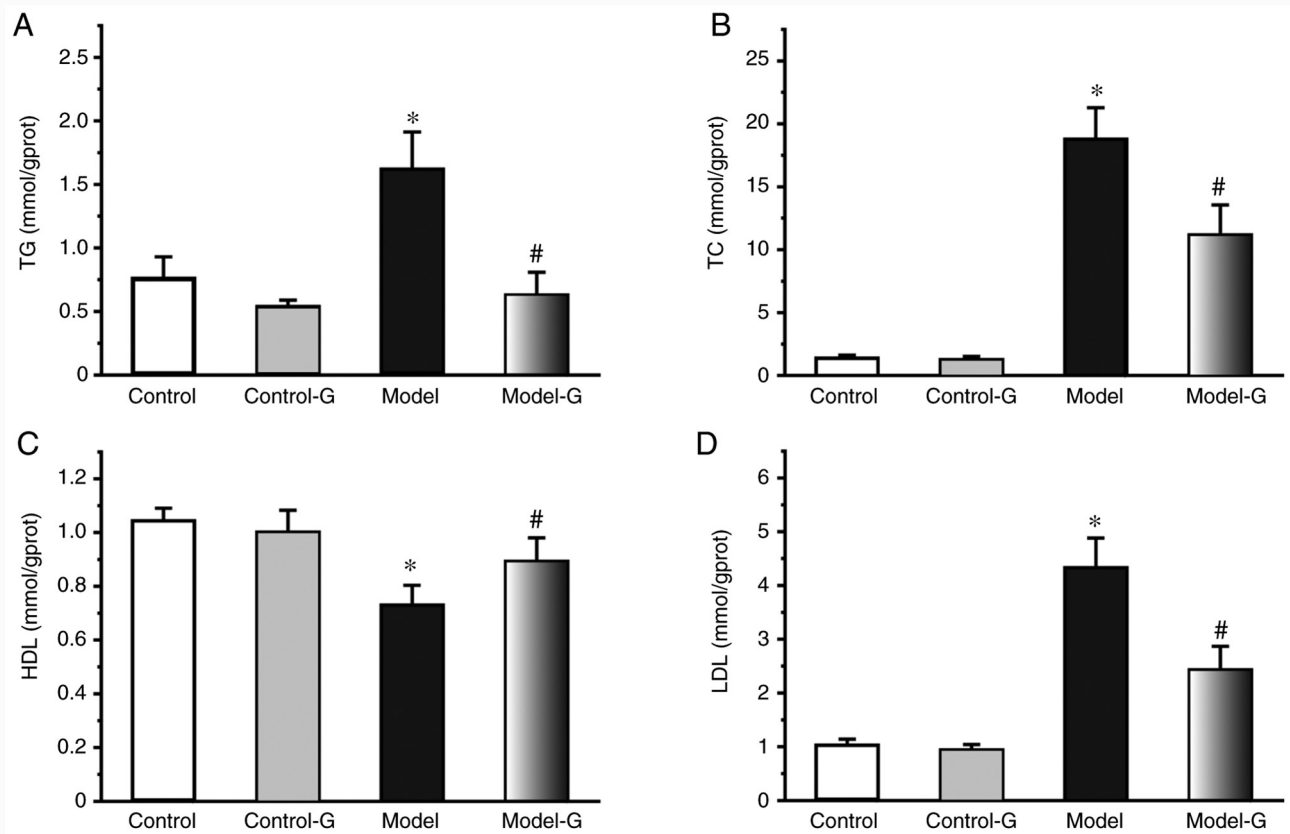 A
TG (mmol/gprot)
2.5
2.0
1.5
1.0
0.5
0
*
#
Control Control-G Model Model-G
B
TC (mmol/gprot)
25
20
15
10
5
0
*
#
Control Control-G Model Model-G
C
HDL (mmol/gprot)
1.2
1.0
0.8
0.6
0.4
0.2
0
*
#
Control Control-G Model Model-G
D
LDL (mmol/gprot)
6
5
4
3
2
1
0
*
#
Control Control-G Model Model-G